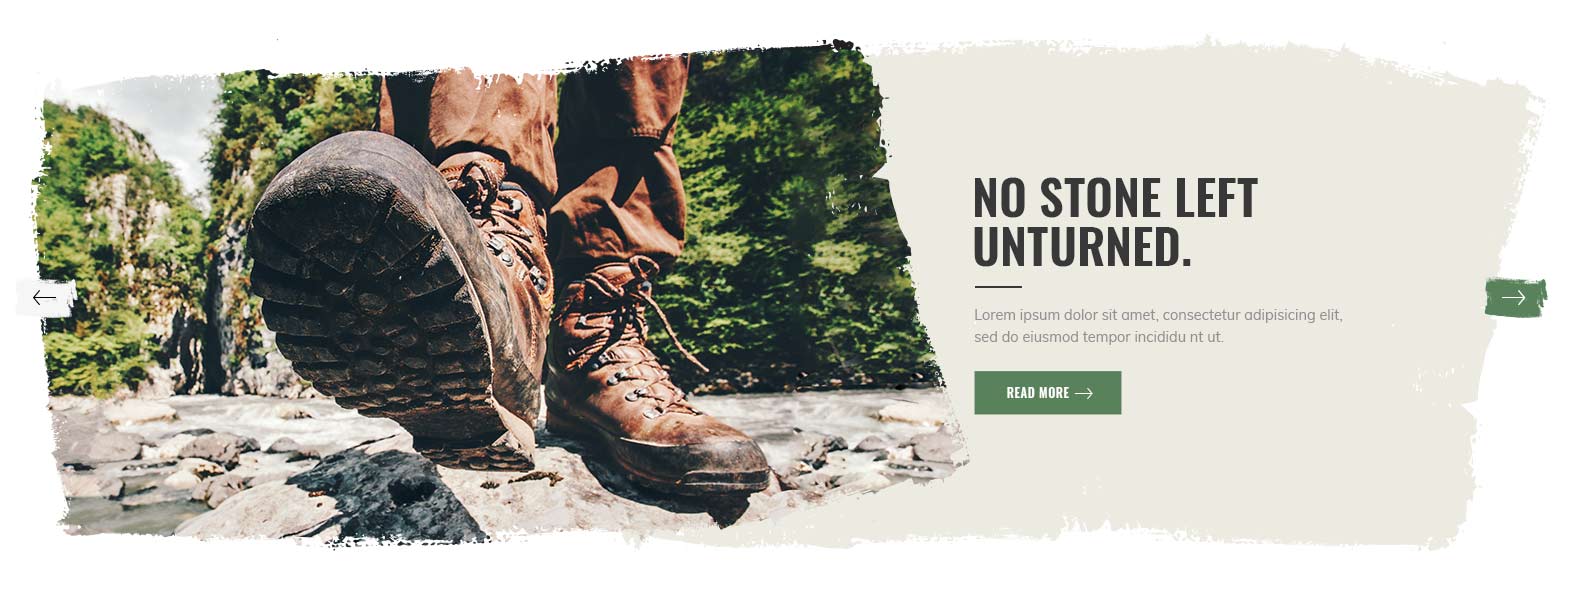 NO STONE LEFT
UNTURNED.
Lorem ipsum dolor sit amet, consectetur adipisicing elit,
sed do eiusmod tempor incididu nt ut.
READ MORE